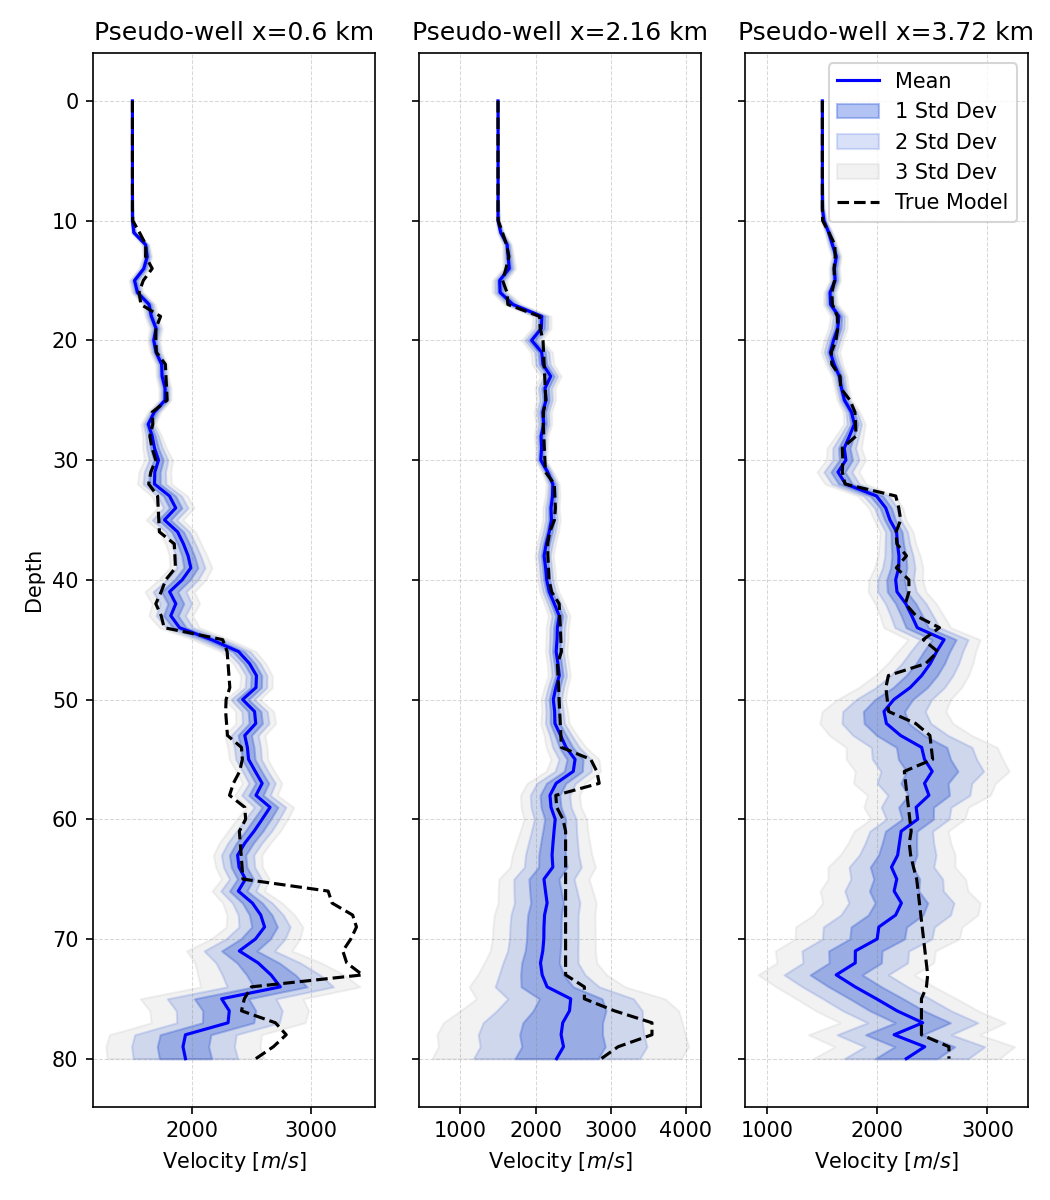 Pseudo-well x=0.6 km
Pseudo-well x=2.16 km
Pseudo-well x=3.72 km
Mean
1 Std Dev
2 Std Dev
3 Std Dev
True Model
Depth
0
10
20
30
40
50
60
70
80
2000 3000
1000 2000 3000 4000
1000 2000 3000
Velocity [m/s]
Velocity [m/s]
Velocity [m/s]